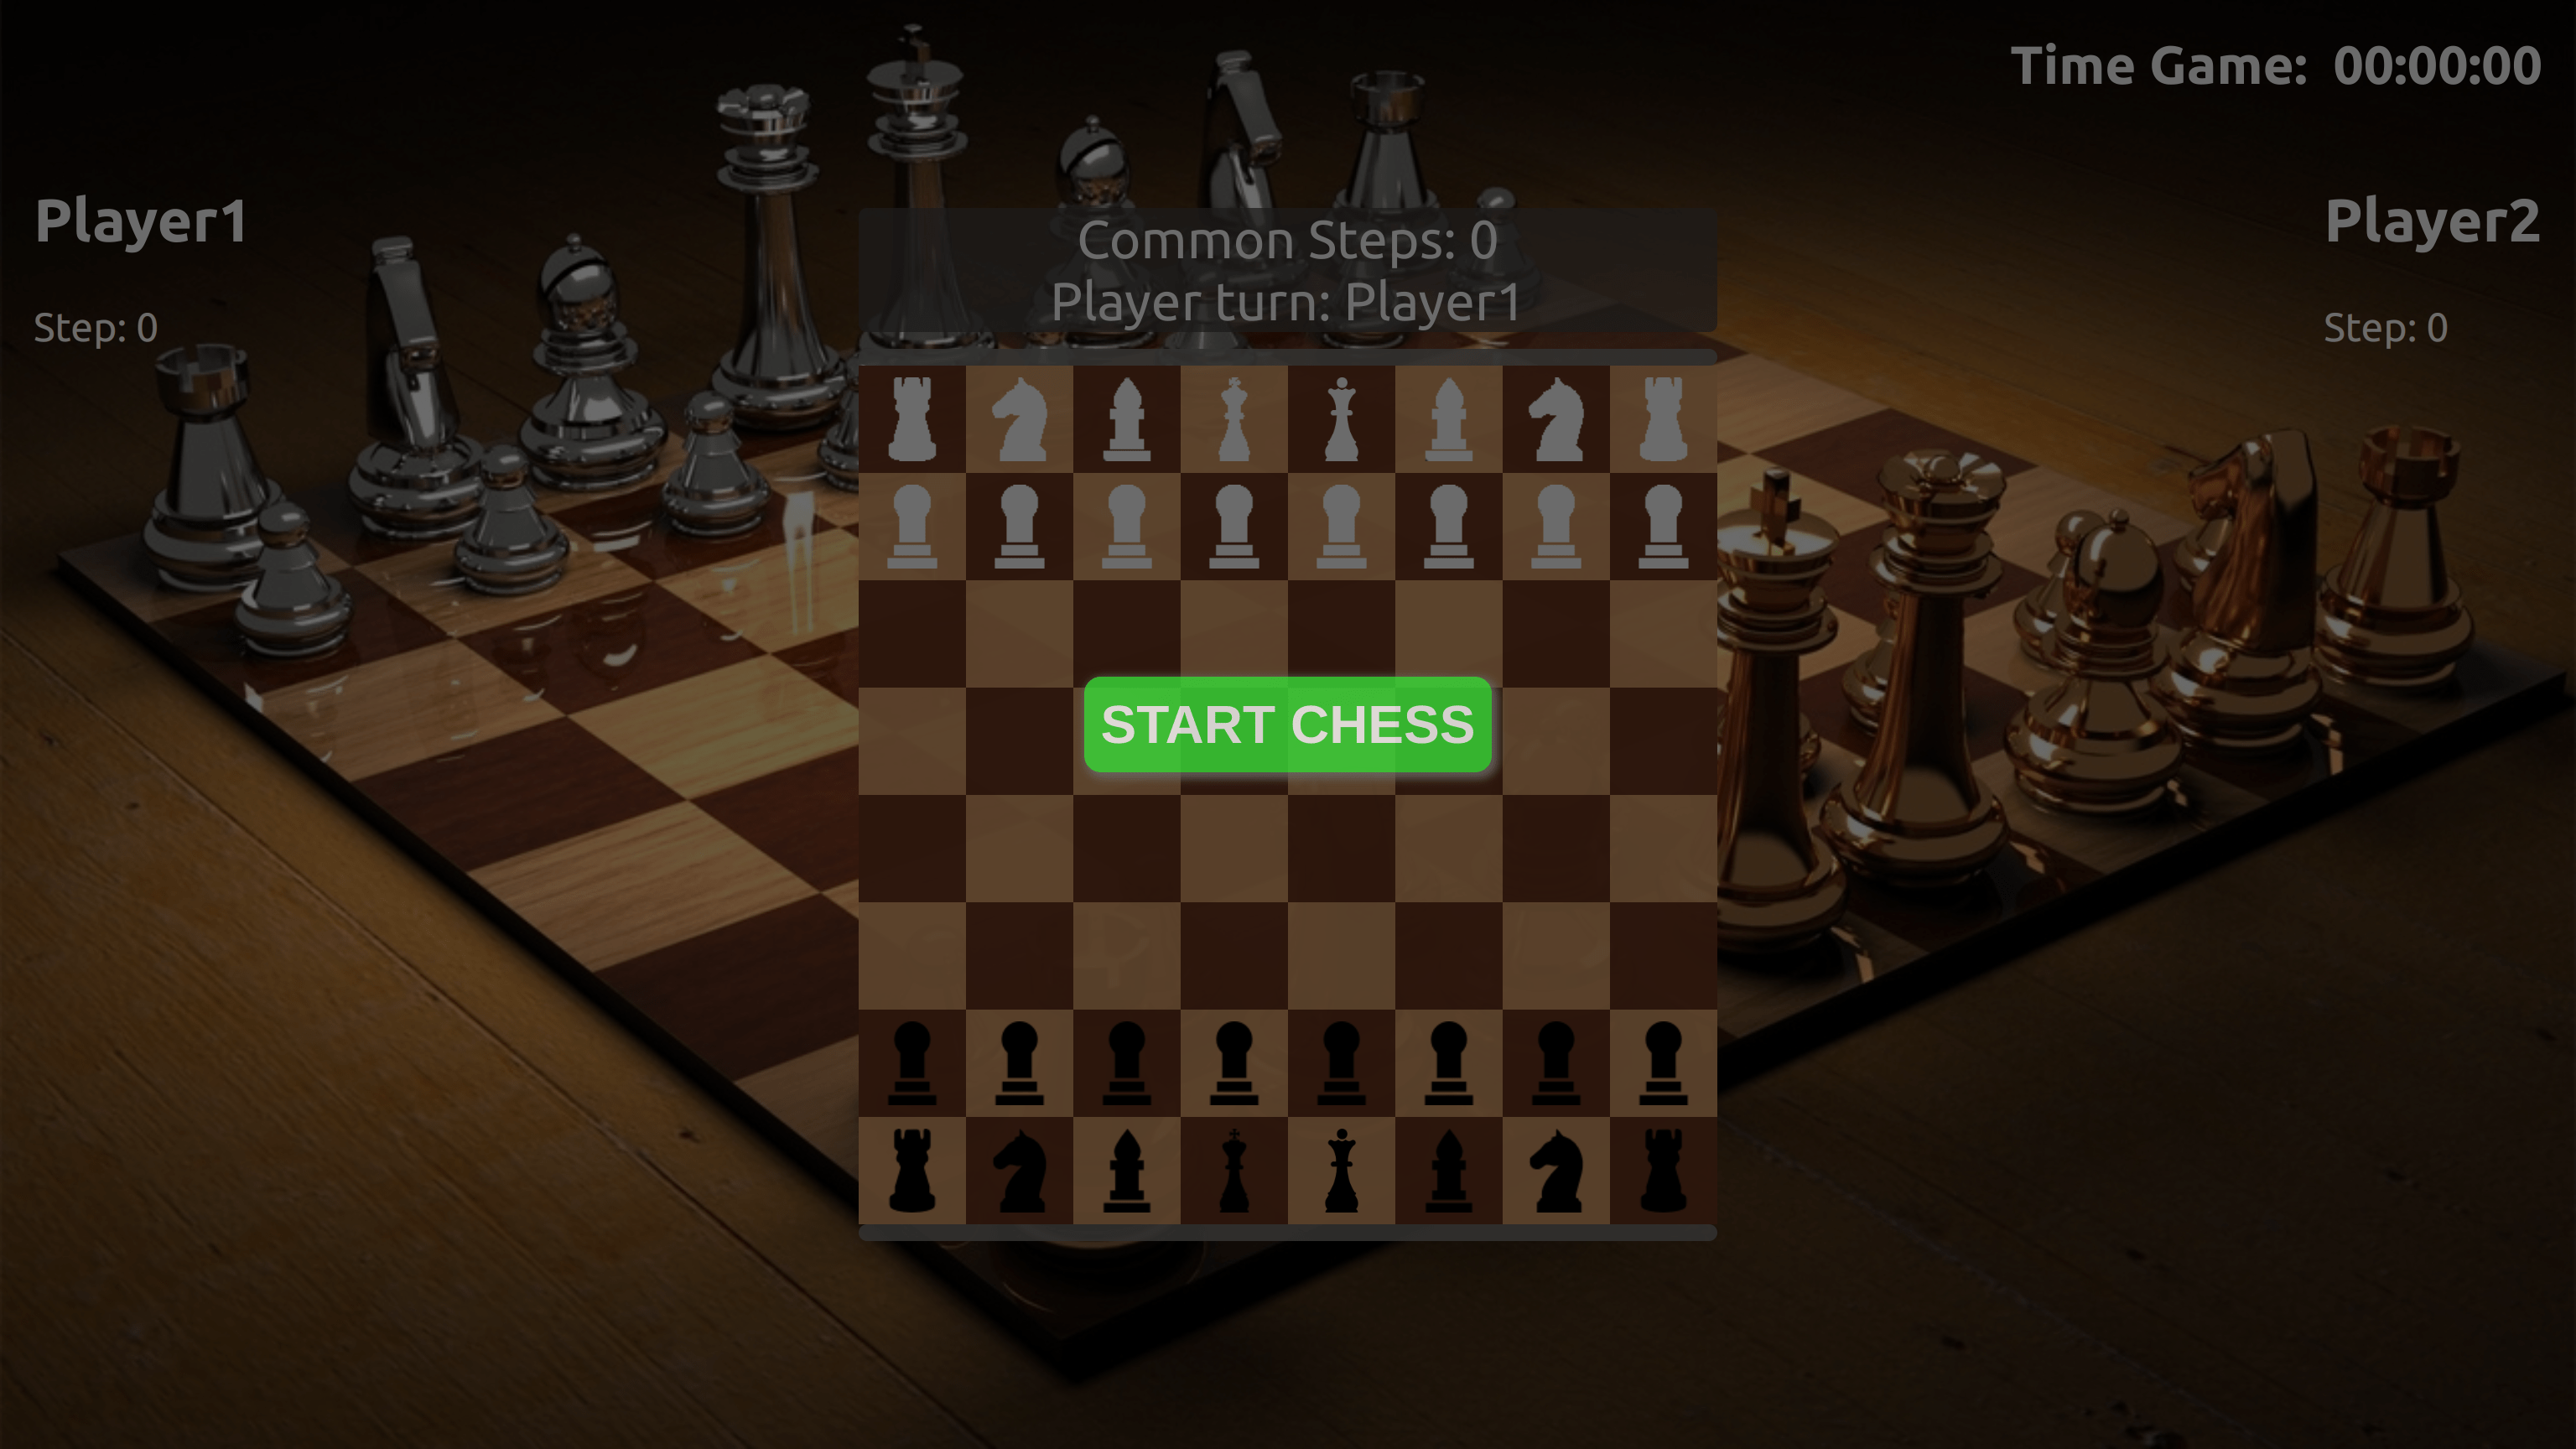 Time Game: 00:00:00
Player1
Player2
Common Steps: 0
Player turn: Player1
Step: 0
Step: 0
START CHESS